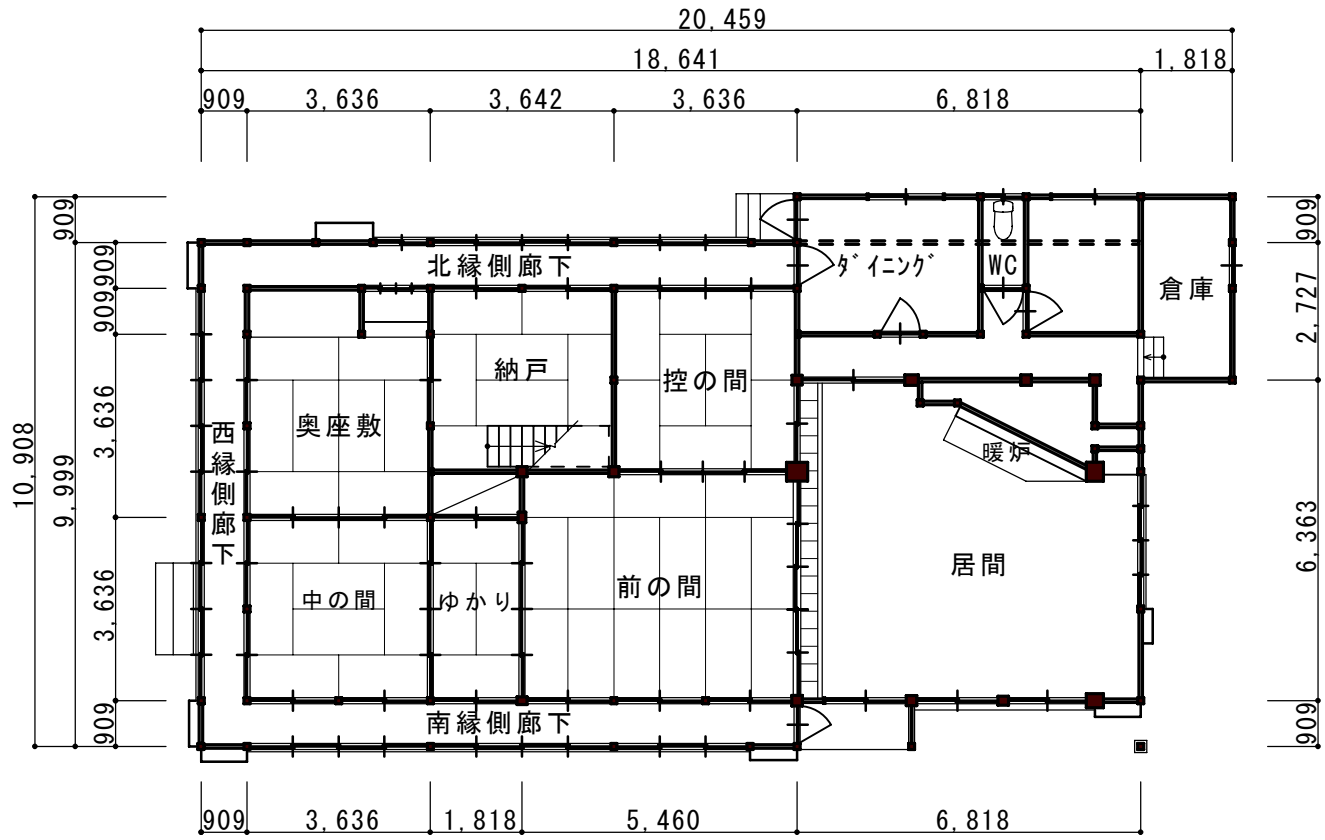 20,459
18,641
1,818
909
3,636
3,642
3,636
6,818
10,908
9,999
909
909
909
3,636
3,636
909
909
2,727
6,363
909
北縁側廊下
ダイニング
WC
倉庫
納戸
控の間
奥座敷
西縁側廊下
暖炉
居間
中の間
ゆかり
前の間
南縁側廊下
909
3,636
1,818
5,460
6,818